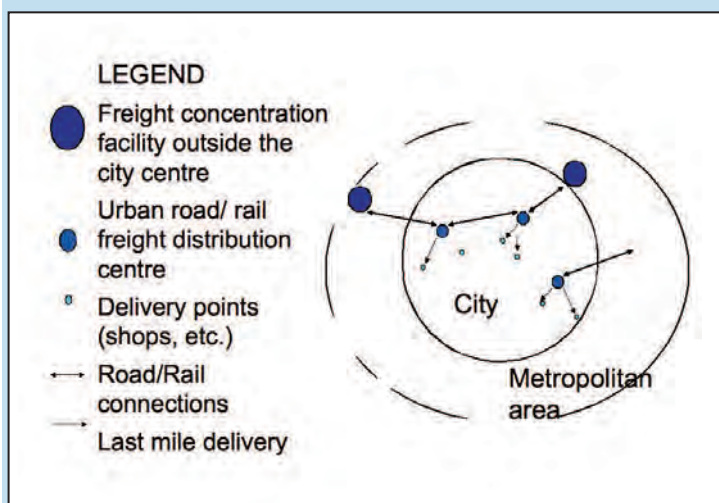 LEGEND
Freight concentration
facility outside the
city centre
Urban road/ rail
freight distribution
centre
Delivery points
(shops, etc.)
Road/Rail
connections
Last mile delivery
City
Metropolitan
area